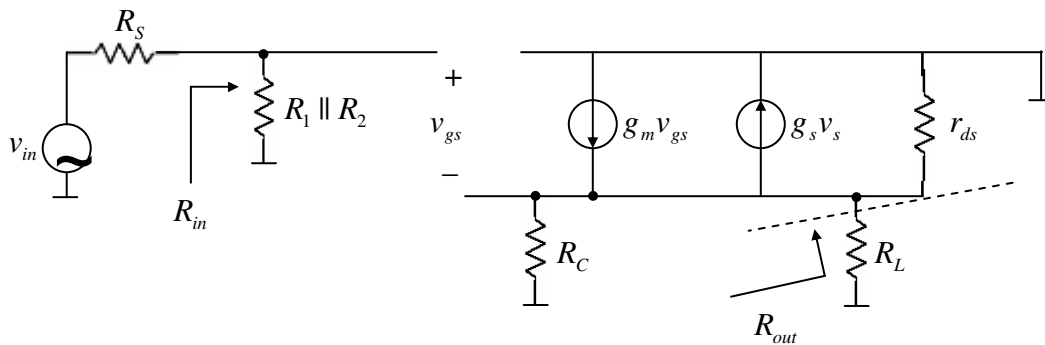 R_S
+
R_1 || R_2
v_gs
g_m v_gs
g_s v_s
r_ds
v_in
−
R_in
R_C
R_L
R_out